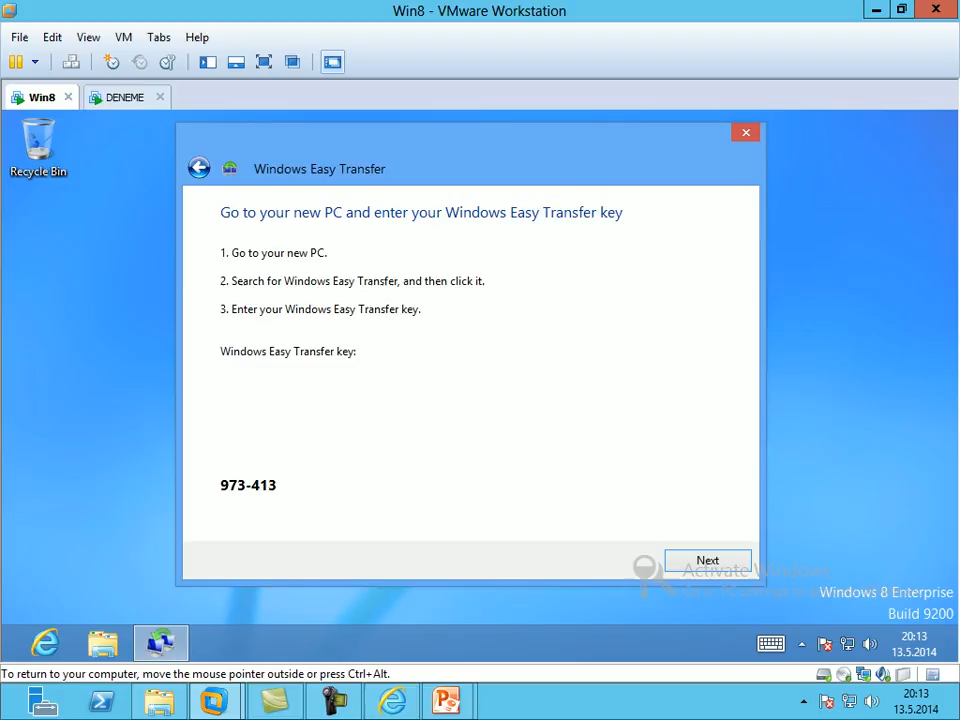 Win8 - VMware Workstation
File Edit View VM Tabs Help
Win8 DENEME
Recycle Bin
Windows Easy Transfer
Go to your new PC and enter your Windows Easy Transfer key
1. Go to your new PC.
2. Search for Windows Easy Transfer, and then click it.
3. Enter your Windows Easy Transfer key.
Windows Easy Transfer key:
973-413
Next
Activate Windows
Windows 8 Enterprise
Build 9200
20:13
13.5.2014
To return to your computer, move the mouse pointer outside or press Ctrl+Alt.
20:13
13.5.2014